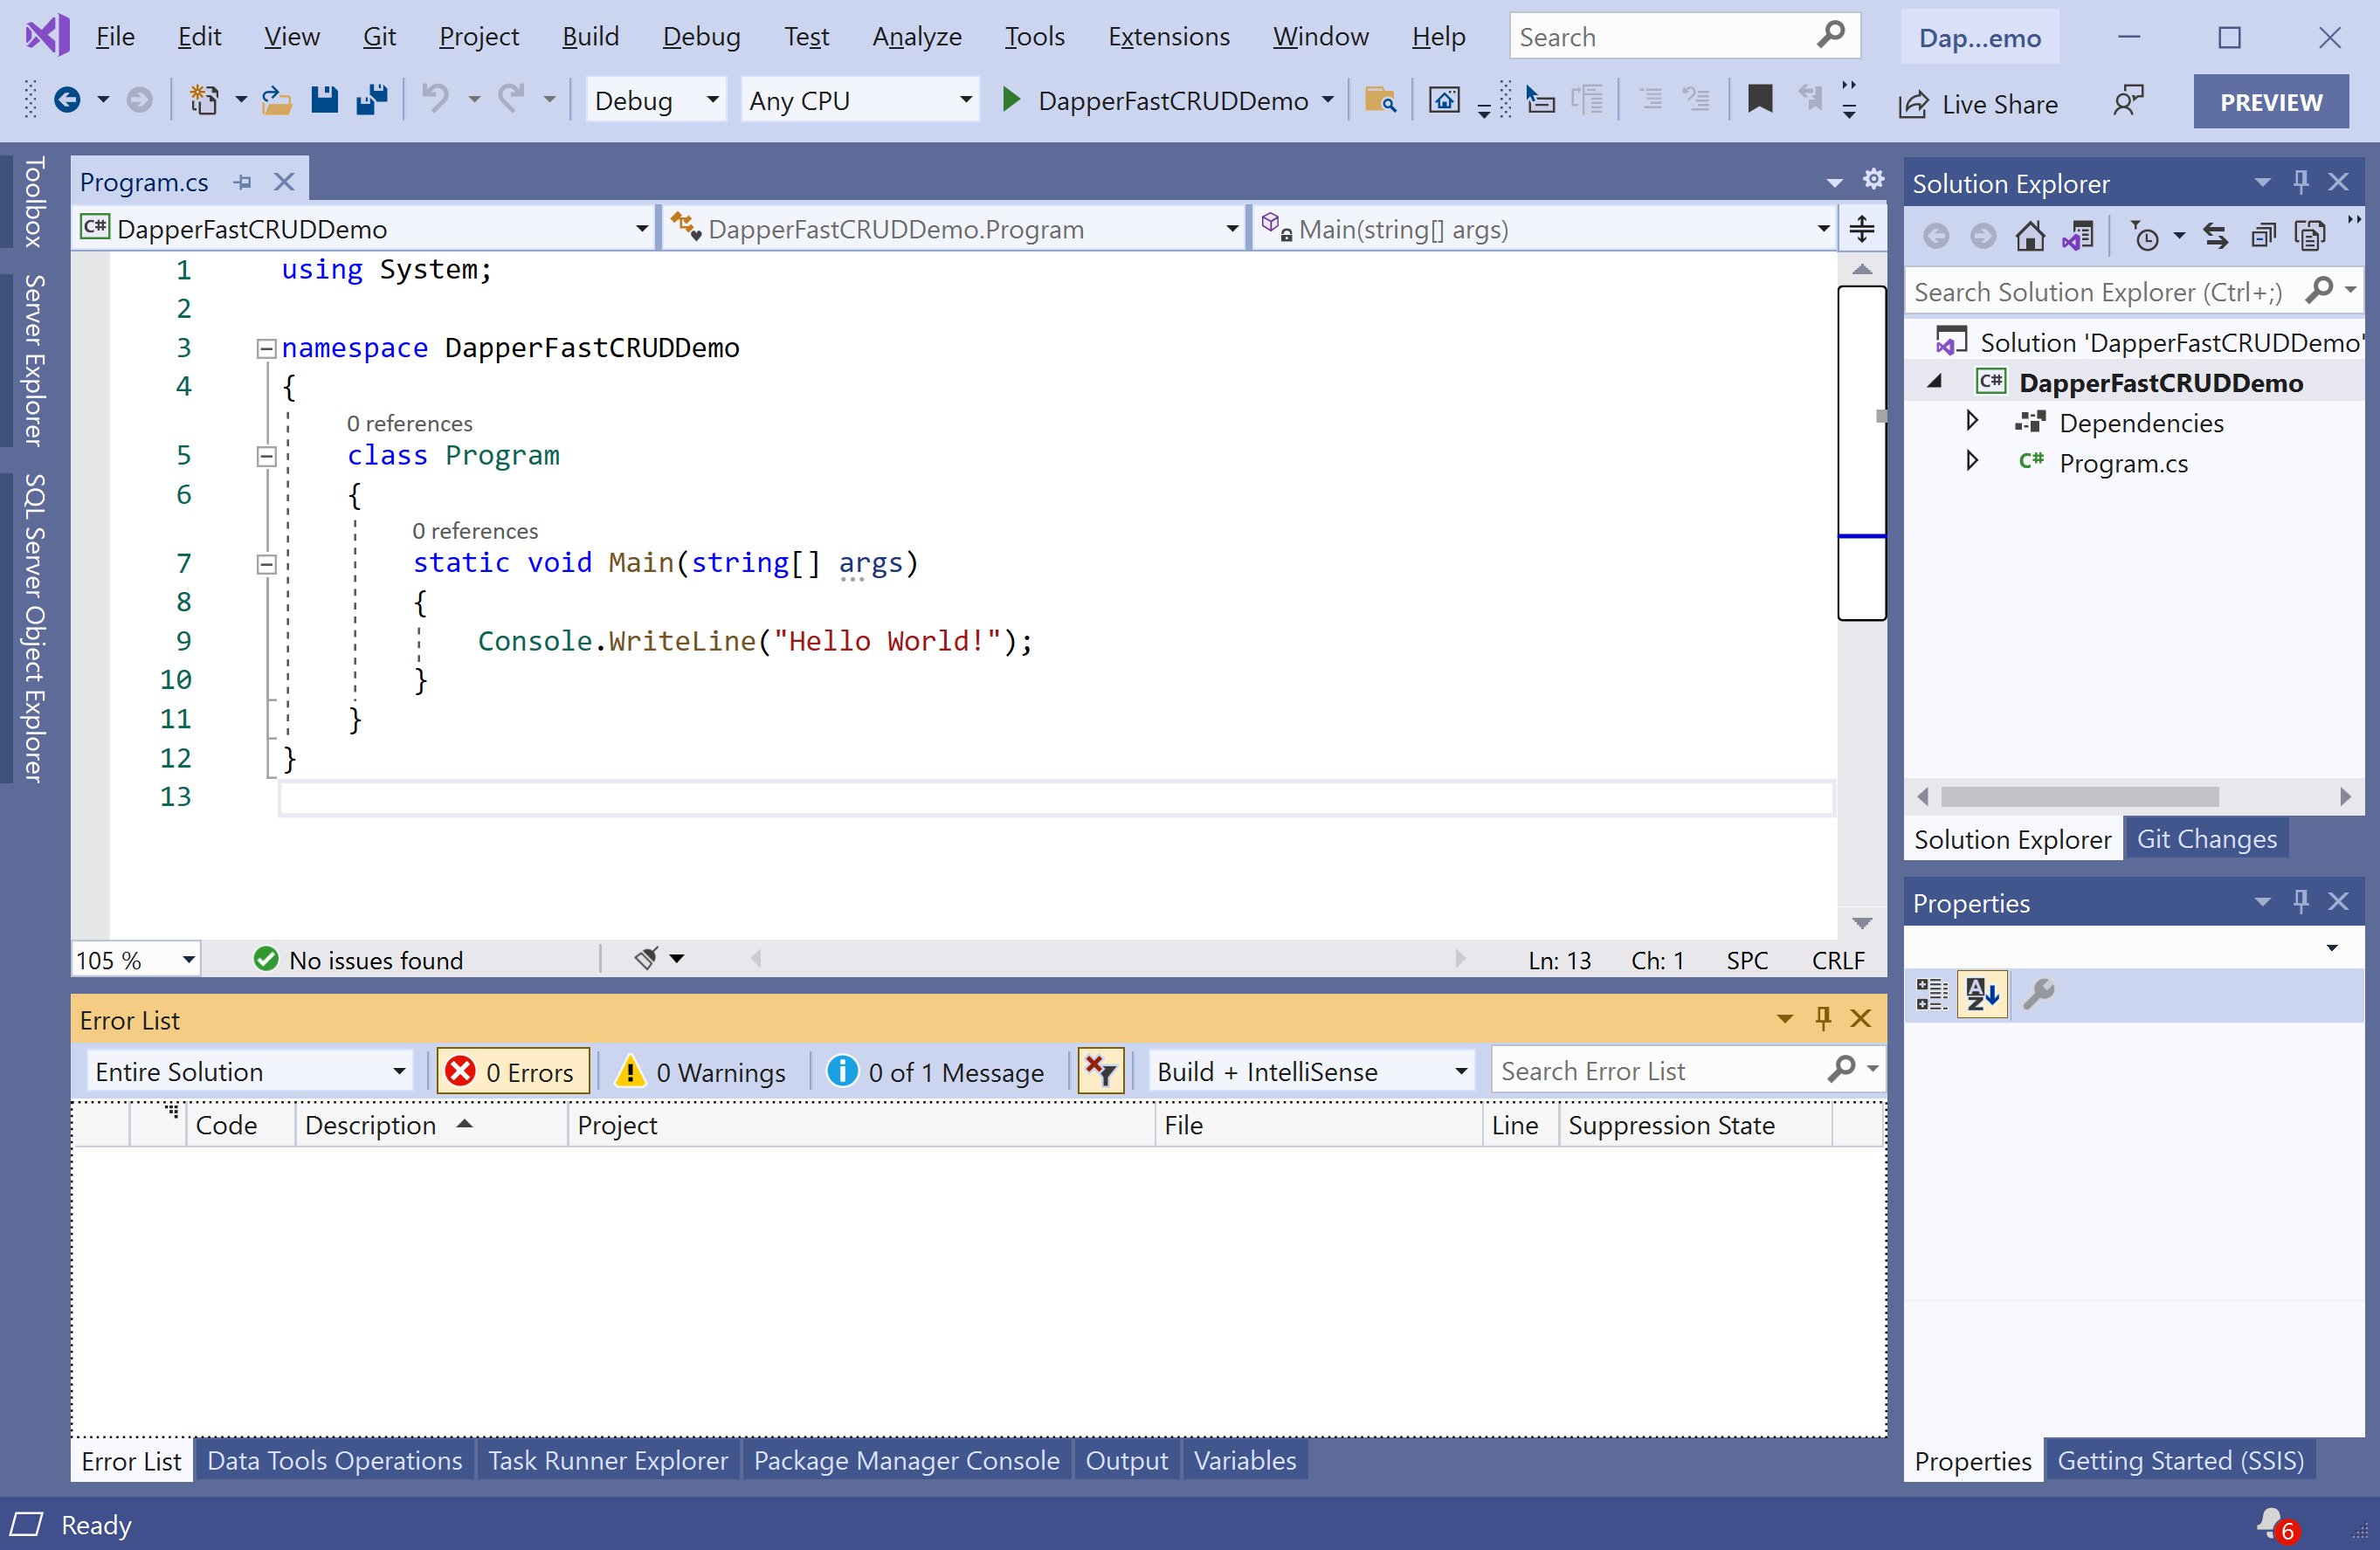 File Edit View Git Project Build Debug Test Analyze Tools Extensions Window Help Search Dap...emo
Debug Any CPU DapperFastCRUDDemo Live Share PREVIEW
Toolbox
Server Explorer
SQL Server Object Explorer
Program.cs
C# DapperFastCRUDDemo DapperFastCRUDDemo.Program Main(string[] args)
1 using System;
2
3 namespace DapperFastCRUDDemo
4 {
0 references
5 class Program
6 {
0 references
7 static void Main(string[] args)
8 {
9 Console.WriteLine("Hello World!");
10 }
11 }
12 }
13
105 % No issues found Ln: 13 Ch: 1 SPC CRLF
Error List
Entire Solution 0 Errors 0 Warnings 0 of 1 Message Build + IntelliSense Search Error List
Code Description Project File Line Suppression State
Error List Data Tools Operations Task Runner Explorer Package Manager Console Output Variables
Solution Explorer
Search Solution Explorer (Ctrl+;)
Solution 'DapperFastCRUDDemo'
C# DapperFastCRUDDemo
Dependencies
C# Program.cs
Solution Explorer Git Changes
Properties
AZ
Properties Getting Started (SSIS)
Ready 6